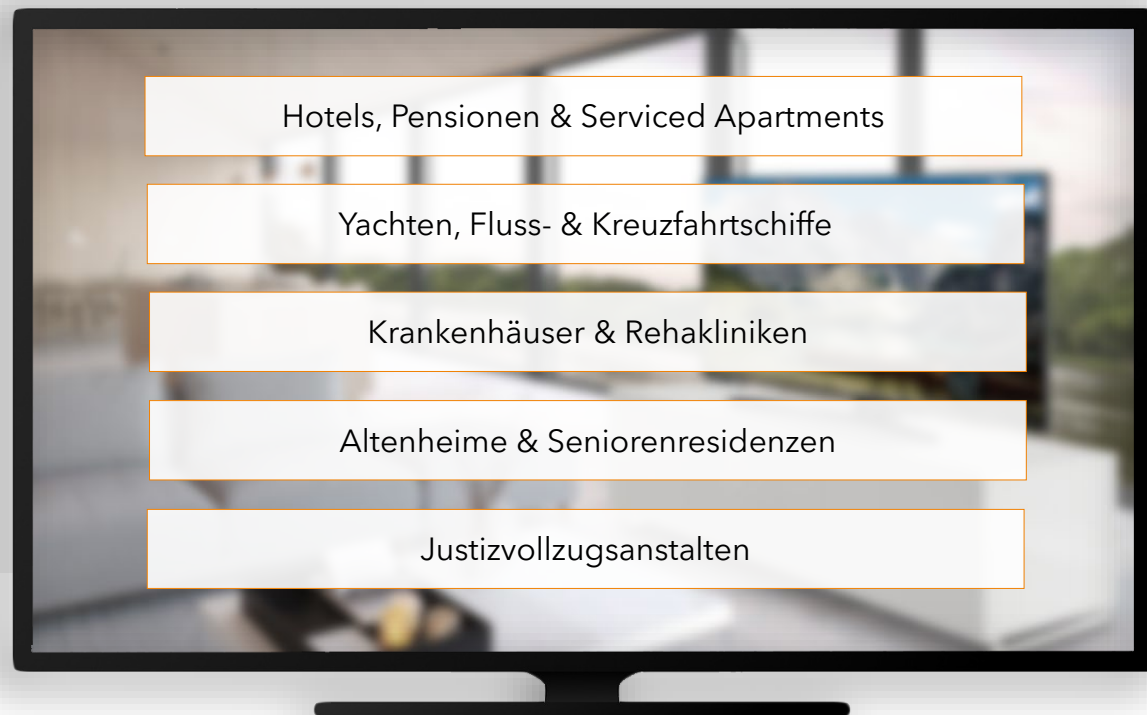 Hotels, Pensionen & Serviced Apartments
Yachten, Fluss- & Kreuzfahrtschiffe
Krankenhäuser & Rehakliniken
Altenheime & Seniorenresidenzen
Justizvollzugsanstalten